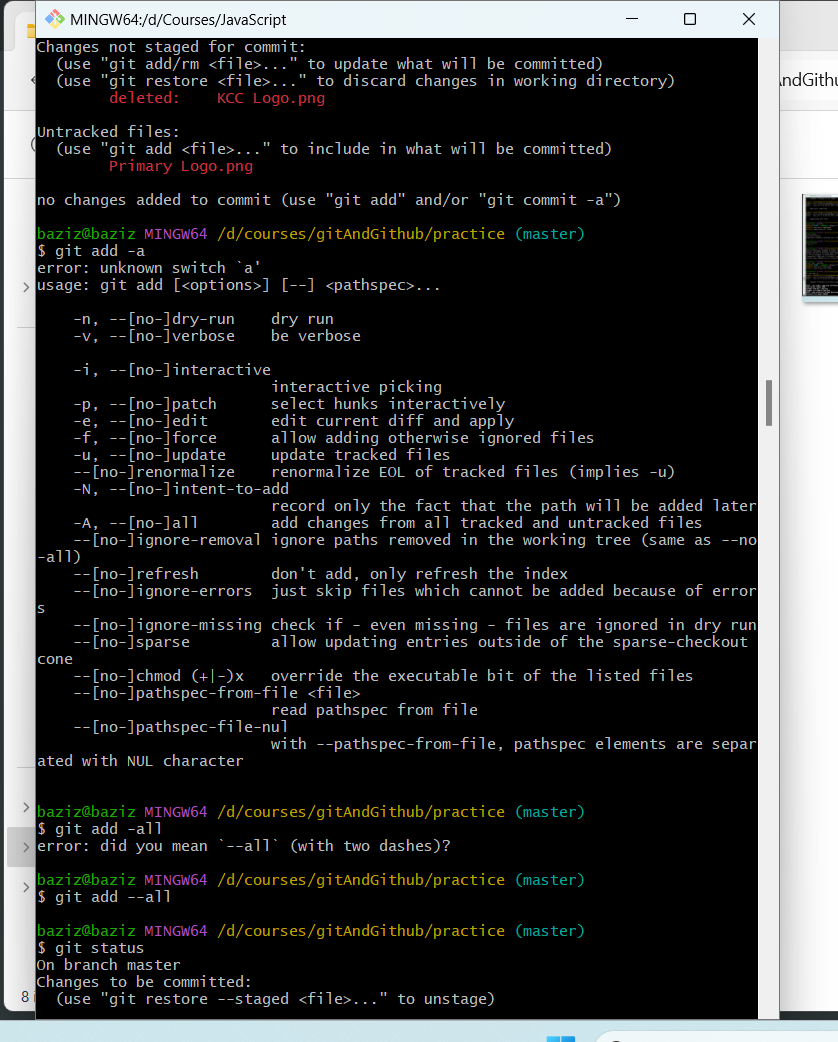 MINGW64:/d/Courses/JavaScript
Changes not staged for commit:
  (use "git add/rm <file>..." to update what will be committed)
  (use "git restore <file>..." to discard changes in working directory)
        deleted:    KCC Logo.png

Untracked files:
  (use "git add <file>..." to include in what will be committed)
        Primary Logo.png

no changes added to commit (use "git add" and/or "git commit -a")

baziz@baziz MINGW64 /d/courses/gitAndGithub/practice (master)
$ git add -a
error: unknown switch `a'
usage: git add [<options>] [--] <pathspec>...

    -n, --[no-]dry-run    dry run
    -v, --[no-]verbose    be verbose

    -i, --[no-]interactive
                          interactive picking
    -p, --[no-]patch      select hunks interactively
    -e, --[no-]edit       edit current diff and apply
    -f, --[no-]force      allow adding otherwise ignored files
    -u, --[no-]update     update tracked files
    --[no-]renormalize    renormalize EOL of tracked files (implies -u)
    -N, --[no-]intent-to-add
                          record only the fact that the path will be added later
    -A, --[no-]all        add changes from all tracked and untracked files
    --[no-]ignore-removal ignore paths removed in the working tree (same as --no
-all)
    --[no-]refresh        don't add, only refresh the index
    --[no-]ignore-errors  just skip files which cannot be added because of error
s
    --[no-]ignore-missing check if - even missing - files are ignored in dry run
    --[no-]sparse         allow updating entries outside of the sparse-checkout
cone
    --[no-]chmod (+|-)x   override the executable bit of the listed files
    --[no-]pathspec-from-file <file>
                          read pathspec from file
    --[no-]pathspec-file-nul
                          with --pathspec-from-file, pathspec elements are separ
ated with NUL character


baziz@baziz MINGW64 /d/courses/gitAndGithub/practice (master)
$ git add -all
error: did you mean `--all` (with two dashes)?

baziz@baziz MINGW64 /d/courses/gitAndGithub/practice (master)
$ git add --all

baziz@baziz MINGW64 /d/courses/gitAndGithub/practice (master)
$ git status
On branch master
Changes to be committed:
  (use "git restore --staged <file>..." to unstage)
AndGithu
8 i